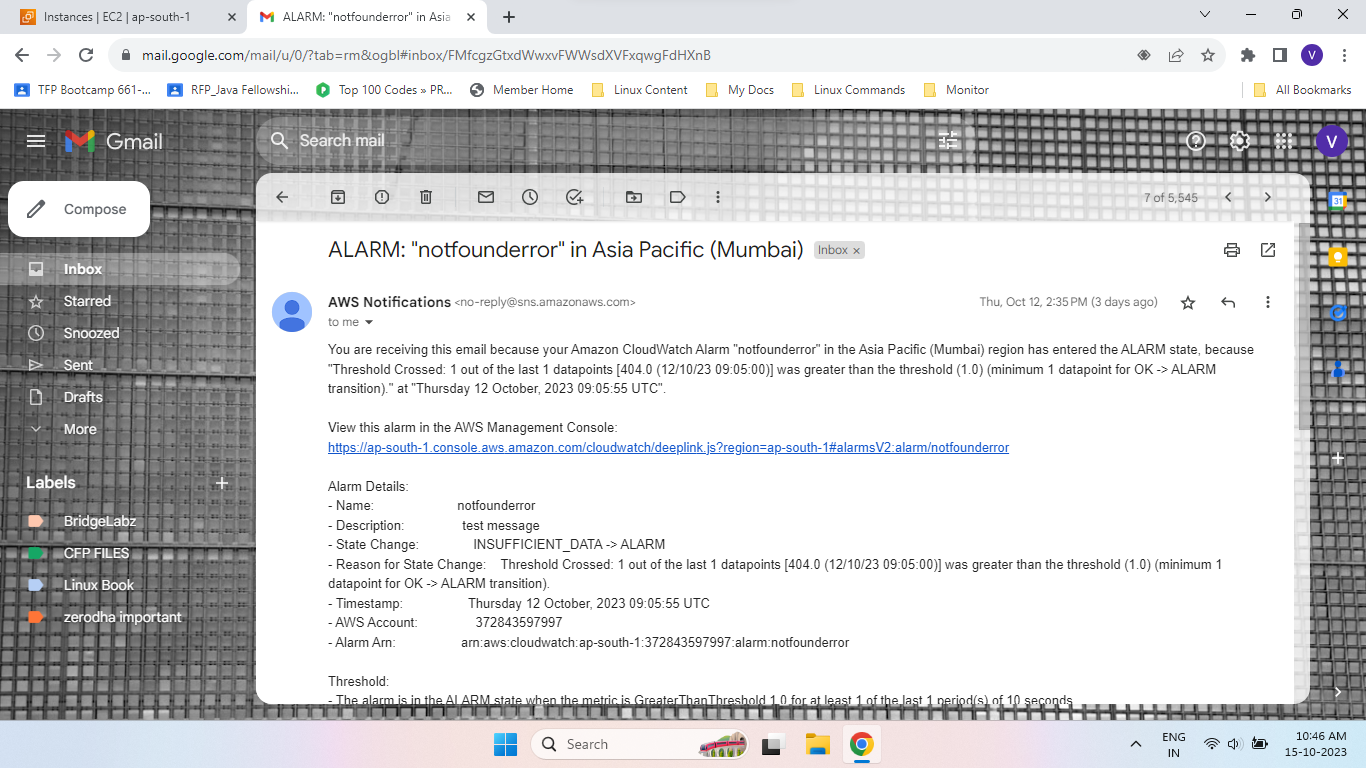 Instances | EC2 | ap-south-1
ALARM: "notfounderror" in Asia
mail.google.com/mail/u/0/?tab=rm&ogbl#inbox/FMfcgzGtxdWwxvFWWsdXVFxqwgFdHXnB
V
TFP Bootcamp 661-...
RFP_Java Fellowshi...
Top 100 Codes » PR...
Member Home
Linux Content
My Docs
Linux Commands
Monitor
All Bookmarks
Gmail
Search mail
V
Compose
7 of 5,545
Inbox
Starred
Snoozed
Sent
Drafts
More
Labels
BridgeLabz
CFP FILES
Linux Book
zerodha important
ALARM: "notfounderror" in Asia Pacific (Mumbai)
Inbox ×
AWS Notifications <no-reply@sns.amazonaws.com>
Thu, Oct 12, 2:35 PM (3 days ago)
to me
You are receiving this email because your Amazon CloudWatch Alarm "notfounderror" in the Asia Pacific (Mumbai) region has entered the ALARM state, because
"Threshold Crossed: 1 out of the last 1 datapoints [404.0 (12/10/23 09:05:00)] was greater than the threshold (1.0) (minimum 1 datapoint for OK -> ALARM
transition)." at "Thursday 12 October, 2023 09:05:55 UTC".
View this alarm in the AWS Management Console:
https://ap-south-1.console.aws.amazon.com/cloudwatch/deeplink.js?region=ap-south-1#alarmsV2:alarm/notfounderror
Alarm Details:
- Name: notfounderror
- Description: test message
- State Change: INSUFFICIENT_DATA -> ALARM
- Reason for State Change: Threshold Crossed: 1 out of the last 1 datapoints [404.0 (12/10/23 09:05:00)] was greater than the threshold (1.0) (minimum 1
datapoint for OK -> ALARM transition).
- Timestamp: Thursday 12 October, 2023 09:05:55 UTC
- AWS Account: 372843597997
- Alarm Arn: arn:aws:cloudwatch:ap-south-1:372843597997:alarm:notfounderror
Threshold:
- The alarm is in the ALARM state when the metric is GreaterThanThreshold 1.0 for at least 1 of the last 1 period(s) of 10 seconds
31
Search
ENG
IN
10:46 AM
15-10-2023